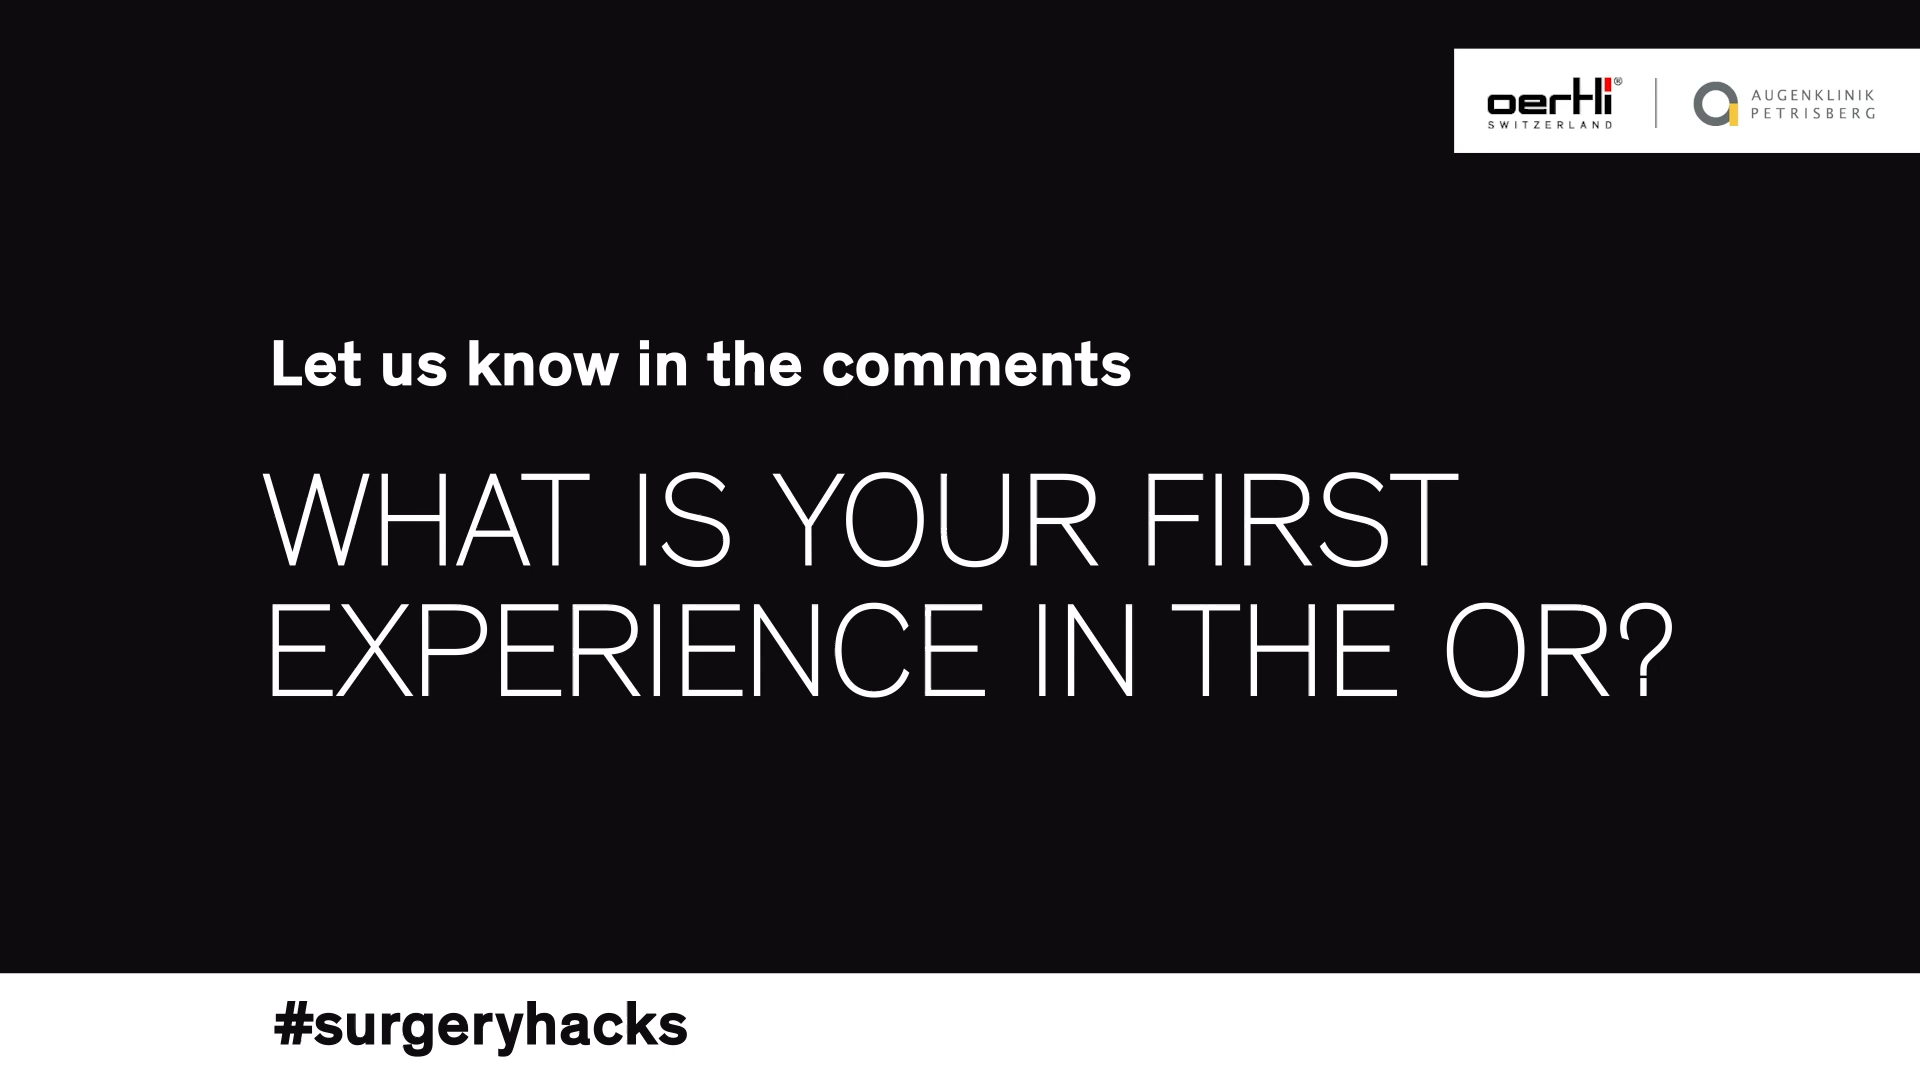 oertli®
SWITZERLAND
AUGENKLINIK
PETRISBERG
Let us know in the comments
WHAT IS YOUR FIRST
EXPERIENCE IN THE OR?
#surgeryhacks